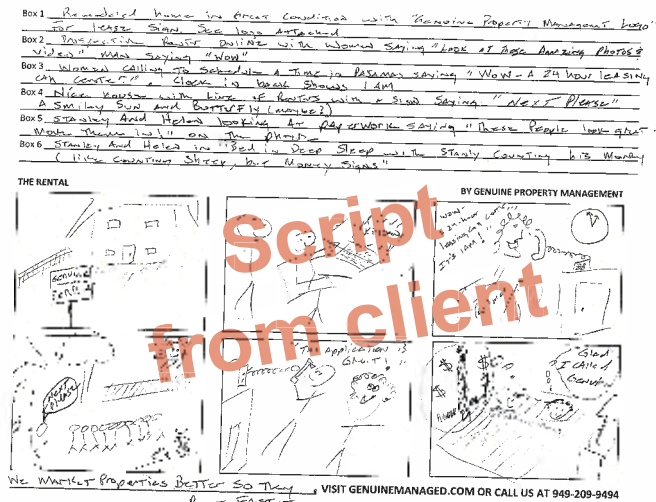 Box 1 Remodeled home in Great Condition with "Genuine Property Managemt Logo"
For lease Sign. See logo Attached
Box 2 Prospective Renter Online with Women Saying "Look at Those Amazing Photos &
Video" Man Saying "Wow"
Box 3 Women Calling To Schedule A Time in Pajamas Saying "Wow - A 24 Hour Leasing
Call Center", Clock in back Shows 1 AM
Box 4 Nice House with Line of Renters with A Sign Saying "Next Please"
A Smiley Sun and Butterfly (maybe?)
Box 5 Stanley And Helen looking At Paperwork Saying "These People look great -
Move Them in!" on The Phone
Box 6 Stanley And Helen in Bed in Deep Sleep with Stanly Counting his Money
(like Counting Sheep, but Money Signs"
THE RENTAL
BY GENUINE PROPERTY MANAGEMENT
Script
from client
Genuine
Wow-
A 24-hour
leasing
It's 1AM!"
Next
Please"
"The Application is
Great!"
$ $
$
Glad
I Called
Genuine
We Market Properties Better So They
VISIT GENUINEMANAGED.COM OR CALL US AT 949-209-9494